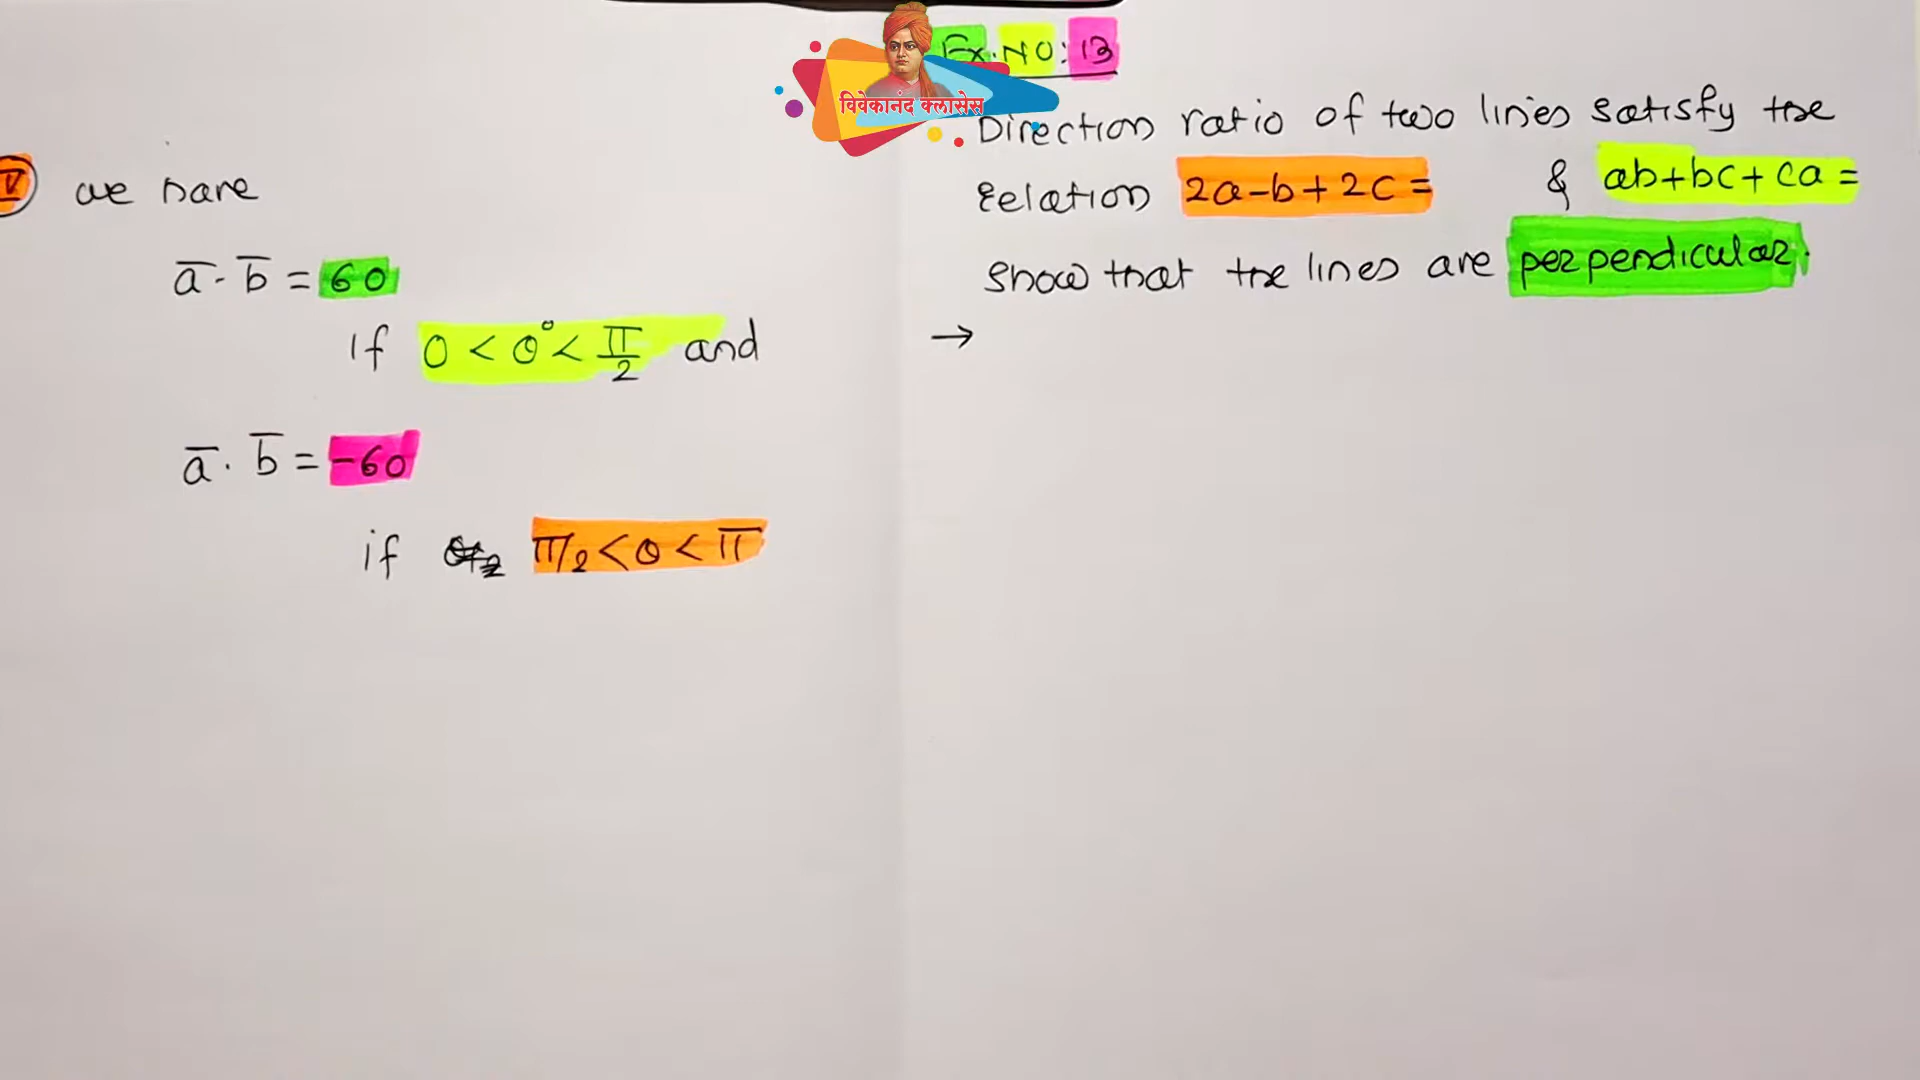 Ex. NO: 13
विवेकानंद क्लासेस
V we have
a̅ · b̅ = 60
if 0 < θ° < π/2 and
a̅ · b̅ = -60
if π/2 < θ < π
Direction ratio of two lines satisfy the
relation 2a-b+2c= & ab+bc+ca=
show that the lines are perpendicular.
→